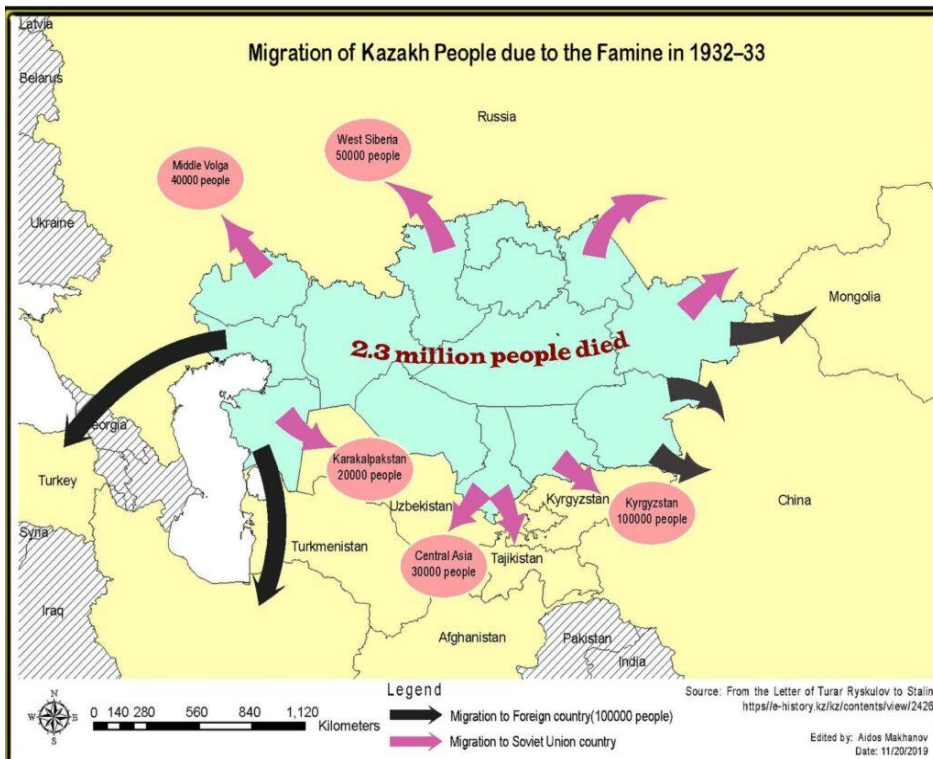 Migration of Kazakh People due to the Famine in 1932–33
Latvia
Belarus
Russia
West Siberia
50000 people
Middle Volga
40000 people
Ukraine
Mongolia
2.3 million people died
Georgia
Turkey
Karakalpakstan
20000 people
Uzbekistan
Kyrgyzstan
Kyrgyzstan
100000 people
China
Syria
Turkmenistan
Central Asia
30000 people
Tajikistan
Iraq
Afghanistan
Pakistan
India
N
W
E
S
0 140 280 560 840 1,120
Kilometers
Legend
Migration to Foreign country(100000 people)
Migration to Soviet Union country
Source: From the Letter of Turar Ryskulov to Stalin
https//e-history.kz/kz/contents/view/2426
Edited by: Aidos Makhanov
Date: 11/20/2019